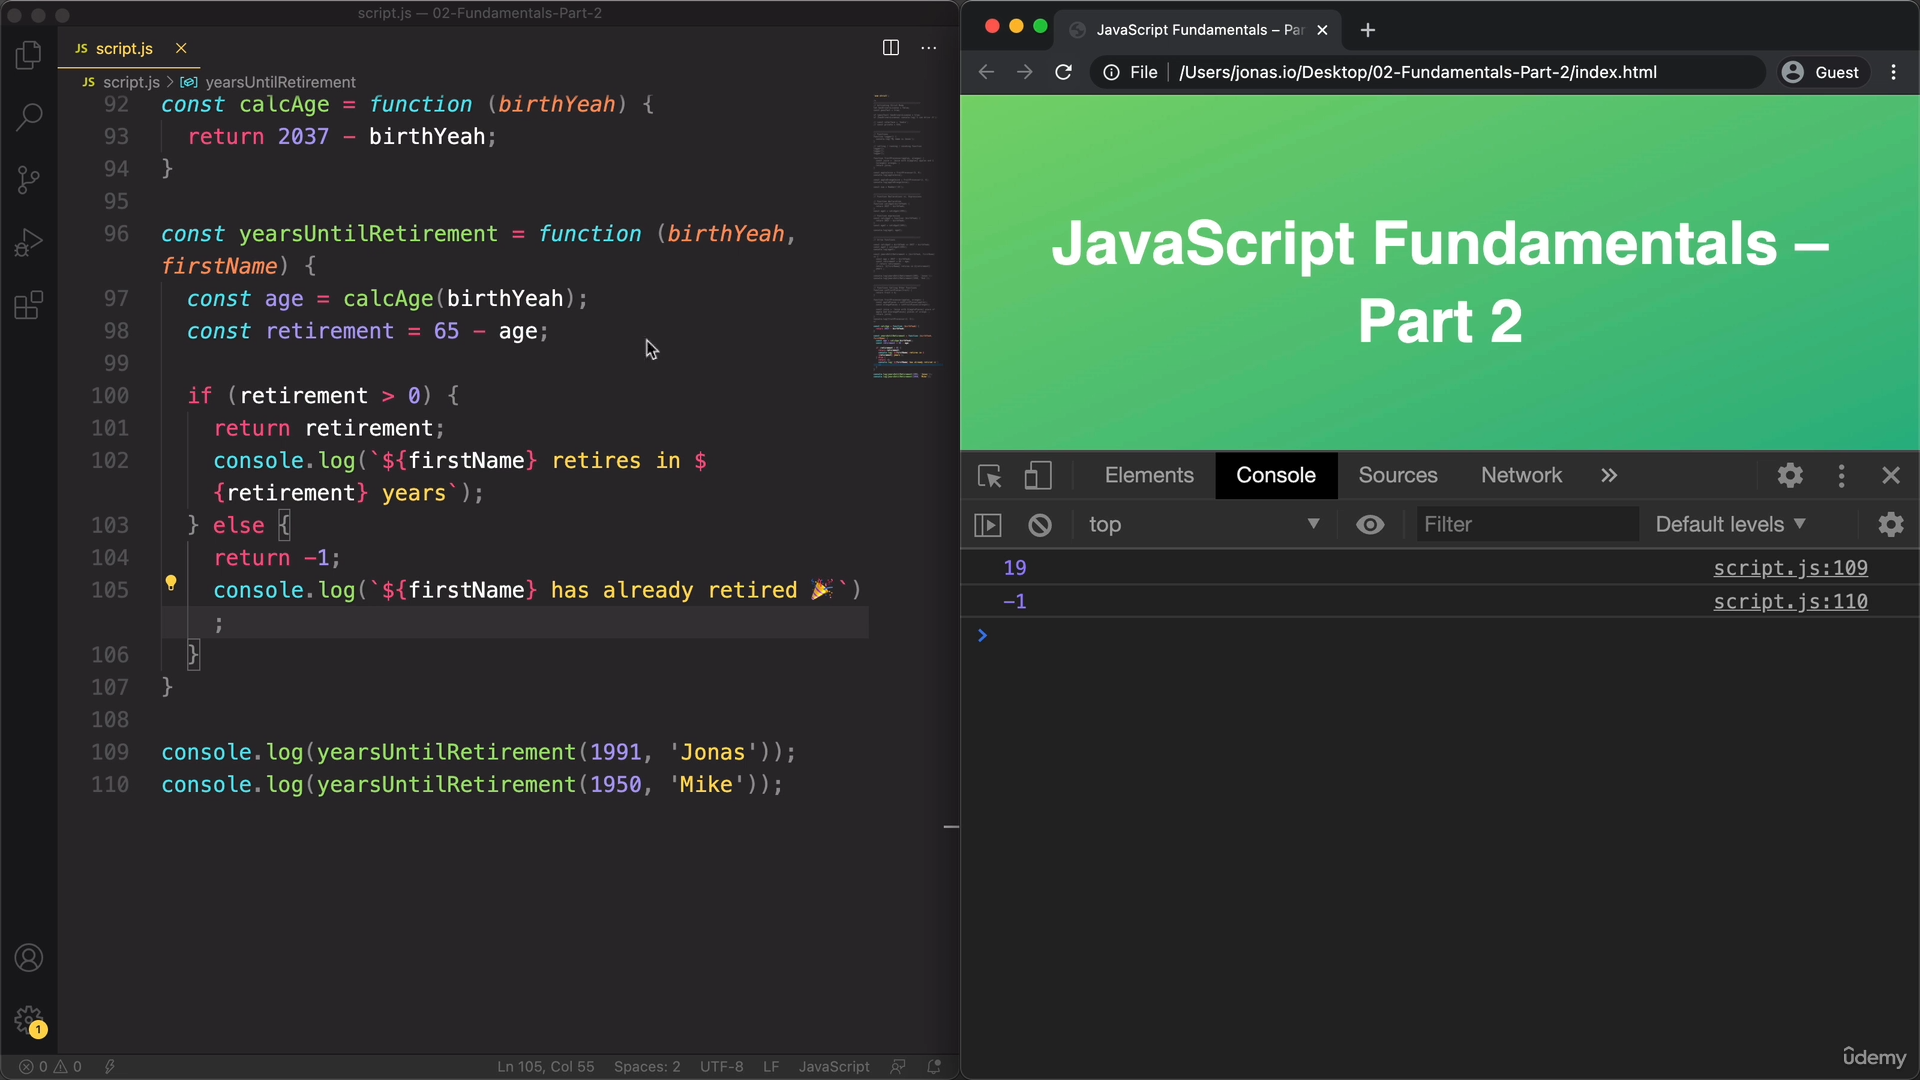 script.js — 02-Fundamentals-Part-2
JS script.js
JS script.js > yearsUntilRetirement
92 const calcAge = function (birthYeah) {
93 return 2037 - birthYeah;
94 }
95
96 const yearsUntilRetirement = function (birthYeah,
firstName) {
97 const age = calcAge(birthYeah);
98 const retirement = 65 - age;
99
100 if (retirement > 0) {
101 return retirement;
102 console.log(`${firstName} retires in $
{retirement} years`);
103 } else {
104 return -1;
105 console.log(`${firstName} has already retired 🎉`)
;
106 }
107 }
108
109 console.log(yearsUntilRetirement(1991, 'Jonas'));
110 console.log(yearsUntilRetirement(1950, 'Mike'));
1
0 0
Ln 105, Col 55 Spaces: 2 UTF-8 LF JavaScript
JavaScript Fundamentals – Par
File /Users/jonas.io/Desktop/02-Fundamentals-Part-2/index.html Guest
JavaScript Fundamentals –
Part 2
Elements Console Sources Network »
top Filter Default levels
19 script.js:109
-1 script.js:110
>
ûdemy